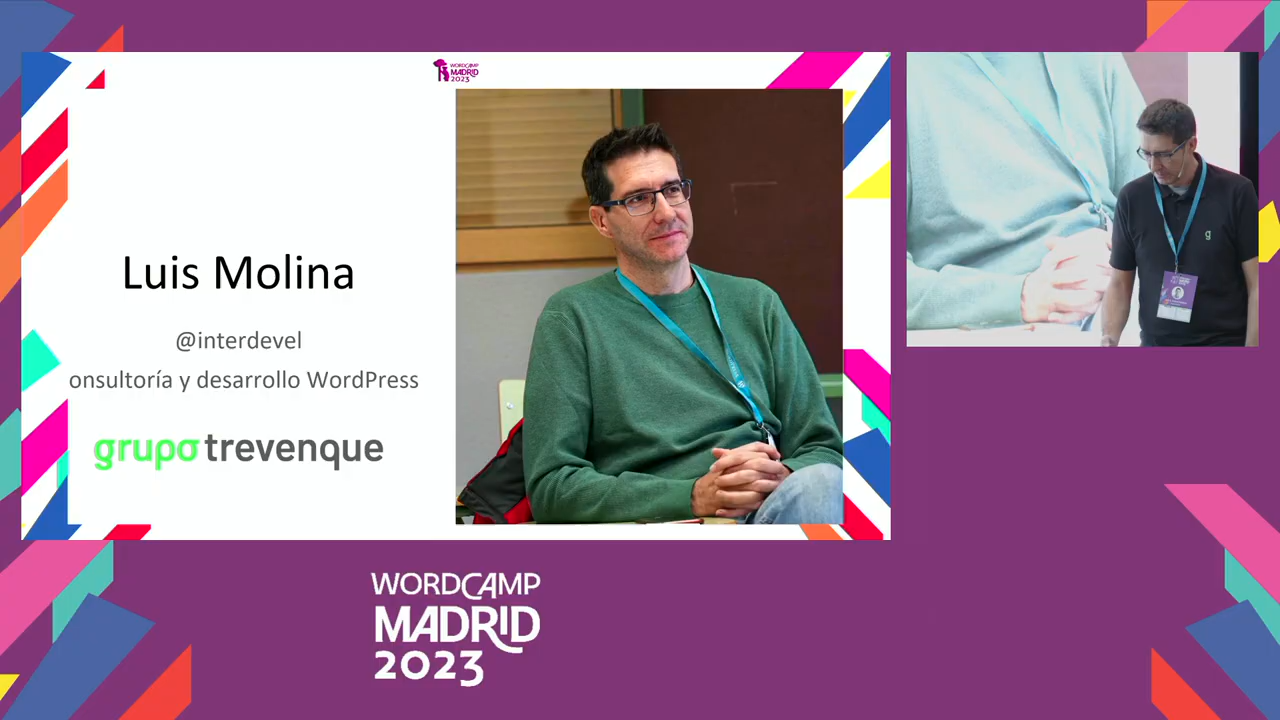 WORDCAMP
MADRID
2023
Luis Molina
@interdevel
onsultoría y desarrollo WordPress
grupo trevenque
g
WORDCAMP
MADRID
2023